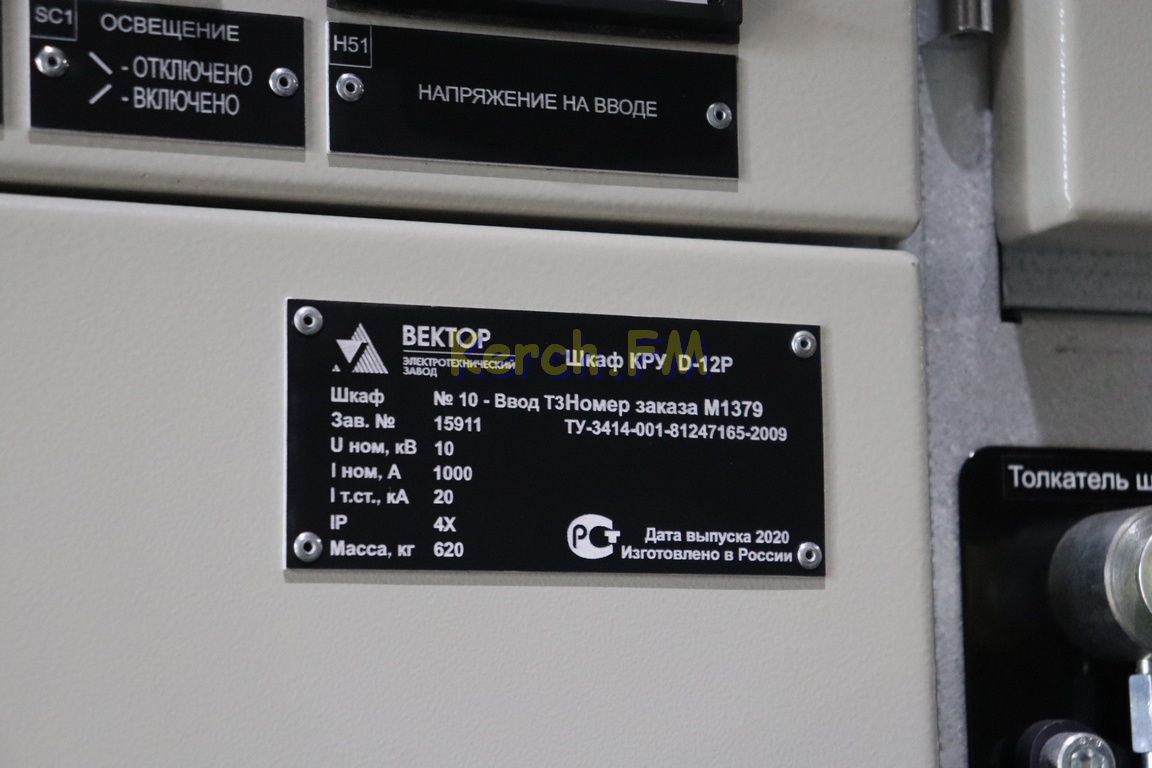 SC1
ОСВЕЩЕНИЕ
\ - ОТКЛЮЧЕНО
/ - ВКЛЮЧЕНО
H51
НАПРЯЖЕНИЕ НА ВВОДЕ
ВЕКТОР
ЭЛЕКТРОТЕХНИЧЕСКИЙ
ЗАВОД
Шкаф КРУ D-12P
Kerch.FM
Шкаф № 10 - Ввод Т3 Номер заказа М1379
Зав. № 15911 ТУ-3414-001-81247165-2009
U ном, кВ 10
I ном, А 1000
I т.ст., кА 20
IP 4X
Масса, кг 620
РСТ
Дата выпуска 2020
Изготовлено в России
Толкатель